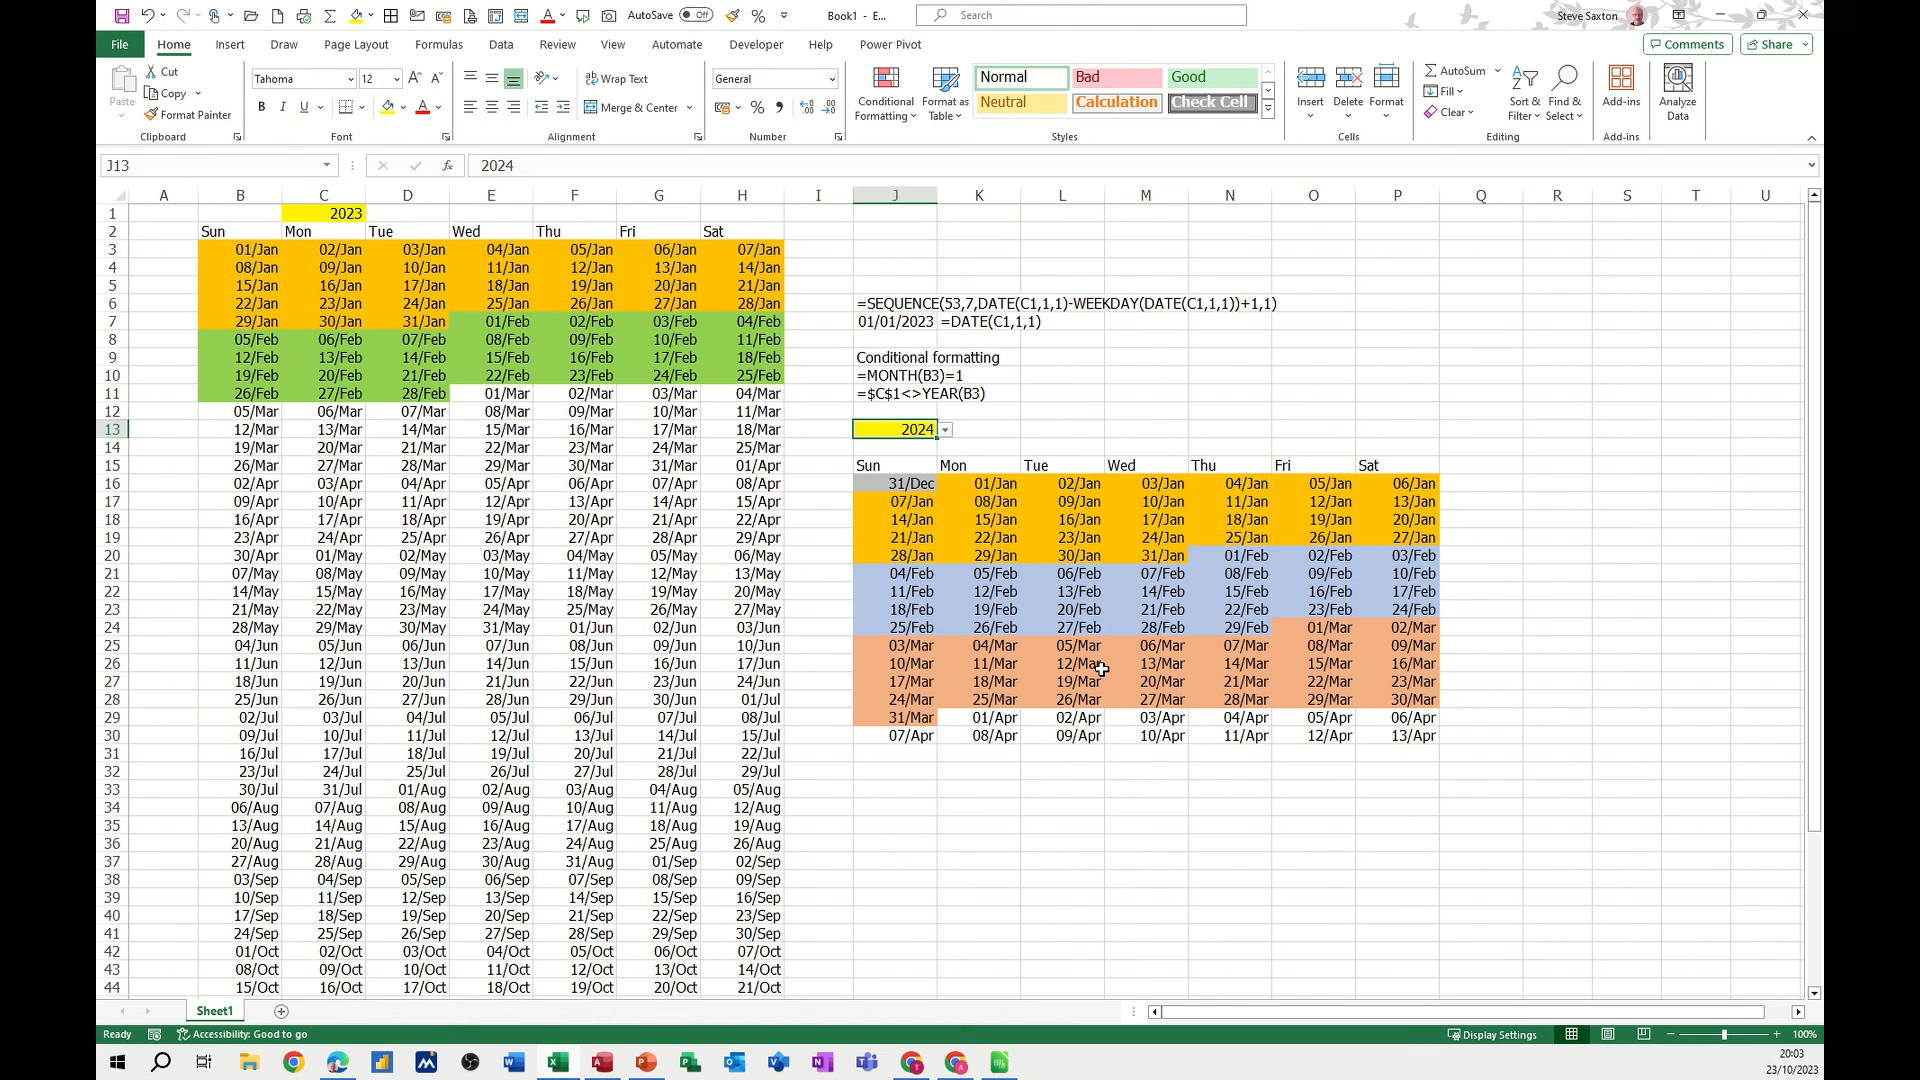 AutoSave Off Book1 - E... Search Steve Saxton
File Home Insert Draw Page Layout Formulas Data Review View Automate Developer Help Power Pivot Comments Share
Paste Cut Copy Format Painter Clipboard
Tahoma 12 B I U Font
Wrap Text Merge & Center Alignment
General Number
Conditional Formatting Format as Table Normal Bad Good Neutral Calculation Check Cell Styles
Insert Delete Format Cells
AutoSum Fill Clear Sort & Filter Find & Select Editing
Add-ins Add-ins
Analyze Data
J13 fx 2024
A B C D E F G H I J K L M N O P Q R S T U
1 2023
2 Sun Mon Tue Wed Thu Fri Sat
3 01/Jan 02/Jan 03/Jan 04/Jan 05/Jan 06/Jan 07/Jan
4 08/Jan 09/Jan 10/Jan 11/Jan 12/Jan 13/Jan 14/Jan
5 15/Jan 16/Jan 17/Jan 18/Jan 19/Jan 20/Jan 21/Jan
6 22/Jan 23/Jan 24/Jan 25/Jan 26/Jan 27/Jan 28/Jan =SEQUENCE(53,7,DATE(C1,1,1)-WEEKDAY(DATE(C1,1,1))+1,1)
7 29/Jan 30/Jan 31/Jan 01/Feb 02/Feb 03/Feb 04/Feb 01/01/2023 =DATE(C1,1,1)
8 05/Feb 06/Feb 07/Feb 08/Feb 09/Feb 10/Feb 11/Feb
9 12/Feb 13/Feb 14/Feb 15/Feb 16/Feb 17/Feb 18/Feb Conditional formatting
10 19/Feb 20/Feb 21/Feb 22/Feb 23/Feb 24/Feb 25/Feb =MONTH(B3)=1
11 26/Feb 27/Feb 28/Feb 01/Mar 02/Mar 03/Mar 04/Mar =$C$1<>YEAR(B3)
12 05/Mar 06/Mar 07/Mar 08/Mar 09/Mar 10/Mar 11/Mar
13 12/Mar 13/Mar 14/Mar 15/Mar 16/Mar 17/Mar 18/Mar 2024
14 19/Mar 20/Mar 21/Mar 22/Mar 23/Mar 24/Mar 25/Mar
15 26/Mar 27/Mar 28/Mar 29/Mar 30/Mar 31/Mar 01/Apr Sun Mon Tue Wed Thu Fri Sat
16 02/Apr 03/Apr 04/Apr 05/Apr 06/Apr 07/Apr 08/Apr 31/Dec 01/Jan 02/Jan 03/Jan 04/Jan 05/Jan 06/Jan
17 09/Apr 10/Apr 11/Apr 12/Apr 13/Apr 14/Apr 15/Apr 07/Jan 08/Jan 09/Jan 10/Jan 11/Jan 12/Jan 13/Jan
18 16/Apr 17/Apr 18/Apr 19/Apr 20/Apr 21/Apr 22/Apr 14/Jan 15/Jan 16/Jan 17/Jan 18/Jan 19/Jan 20/Jan
19 23/Apr 24/Apr 25/Apr 26/Apr 27/Apr 28/Apr 29/Apr 21/Jan 22/Jan 23/Jan 24/Jan 25/Jan 26/Jan 27/Jan
20 30/Apr 01/May 02/May 03/May 04/May 05/May 06/May 28/Jan 29/Jan 30/Jan 31/Jan 01/Feb 02/Feb 03/Feb
21 07/May 08/May 09/May 10/May 11/May 12/May 13/May 04/Feb 05/Feb 06/Feb 07/Feb 08/Feb 09/Feb 10/Feb
22 14/May 15/May 16/May 17/May 18/May 19/May 20/May 11/Feb 12/Feb 13/Feb 14/Feb 15/Feb 16/Feb 17/Feb
23 21/May 22/May 23/May 24/May 25/May 26/May 27/May 18/Feb 19/Feb 20/Feb 21/Feb 22/Feb 23/Feb 24/Feb
24 28/May 29/May 30/May 31/May 01/Jun 02/Jun 03/Jun 25/Feb 26/Feb 27/Feb 28/Feb 29/Feb 01/Mar 02/Mar
25 04/Jun 05/Jun 06/Jun 07/Jun 08/Jun 09/Jun 10/Jun 03/Mar 04/Mar 05/Mar 06/Mar 07/Mar 08/Mar 09/Mar
26 11/Jun 12/Jun 13/Jun 14/Jun 15/Jun 16/Jun 17/Jun 10/Mar 11/Mar 12/Mar 13/Mar 14/Mar 15/Mar 16/Mar
27 18/Jun 19/Jun 20/Jun 21/Jun 22/Jun 23/Jun 24/Jun 17/Mar 18/Mar 19/Mar 20/Mar 21/Mar 22/Mar 23/Mar
28 25/Jun 26/Jun 27/Jun 28/Jun 29/Jun 30/Jun 01/Jul 24/Mar 25/Mar 26/Mar 27/Mar 28/Mar 29/Mar 30/Mar
29 02/Jul 03/Jul 04/Jul 05/Jul 06/Jul 07/Jul 08/Jul 31/Mar 01/Apr 02/Apr 03/Apr 04/Apr 05/Apr 06/Apr
30 09/Jul 10/Jul 11/Jul 12/Jul 13/Jul 14/Jul 15/Jul 07/Apr 08/Apr 09/Apr 10/Apr 11/Apr 12/Apr 13/Apr
31 16/Jul 17/Jul 18/Jul 19/Jul 20/Jul 21/Jul 22/Jul
32 23/Jul 24/Jul 25/Jul 26/Jul 27/Jul 28/Jul 29/Jul
33 30/Jul 31/Jul 01/Aug 02/Aug 03/Aug 04/Aug 05/Aug
34 06/Aug 07/Aug 08/Aug 09/Aug 10/Aug 11/Aug 12/Aug
35 13/Aug 14/Aug 15/Aug 16/Aug 17/Aug 18/Aug 19/Aug
36 20/Aug 21/Aug 22/Aug 23/Aug 24/Aug 25/Aug 26/Aug
37 27/Aug 28/Aug 29/Aug 30/Aug 31/Aug 01/Sep 02/Sep
38 03/Sep 04/Sep 05/Sep 06/Sep 07/Sep 08/Sep 09/Sep
39 10/Sep 11/Sep 12/Sep 13/Sep 14/Sep 15/Sep 16/Sep
40 17/Sep 18/Sep 19/Sep 20/Sep 21/Sep 22/Sep 23/Sep
41 24/Sep 25/Sep 26/Sep 27/Sep 28/Sep 29/Sep 30/Sep
42 01/Oct 02/Oct 03/Oct 04/Oct 05/Oct 06/Oct 07/Oct
43 08/Oct 09/Oct 10/Oct 11/Oct 12/Oct 13/Oct 14/Oct
44 15/Oct 16/Oct 17/Oct 18/Oct 19/Oct 20/Oct 21/Oct
Sheet1
Ready Accessibility: Good to go Display Settings 100%
20:03
23/10/2023